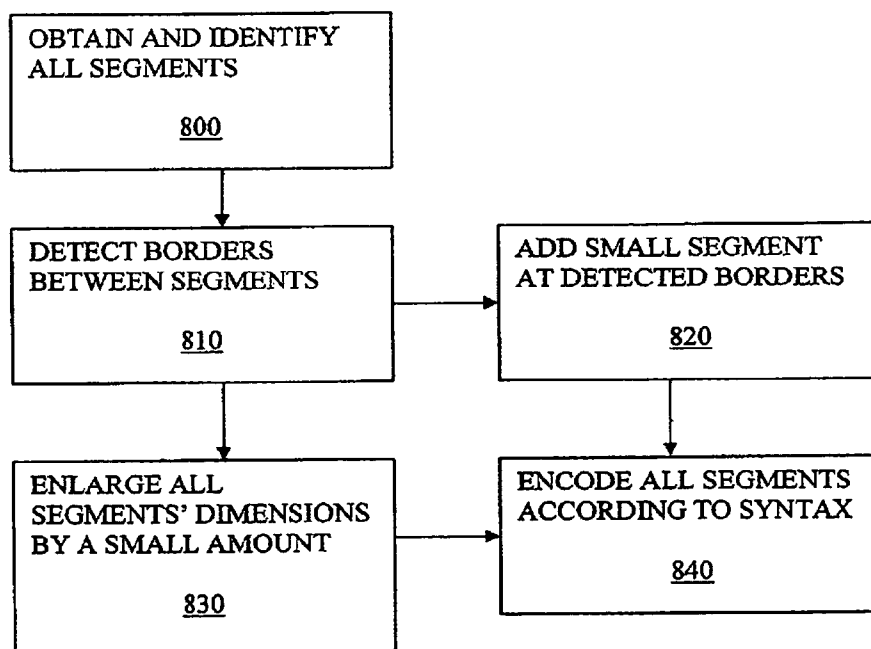 OBTAIN AND IDENTIFY
ALL SEGMENTS
800
DETECT BORDERS
BETWEEN SEGMENTS
810
ADD SMALL SEGMENT
AT DETECTED BORDERS
820
ENLARGE ALL
SEGMENTS' DIMENSIONS
BY A SMALL AMOUNT
830
ENCODE ALL SEGMENTS
ACCORDING TO SYNTAX
840